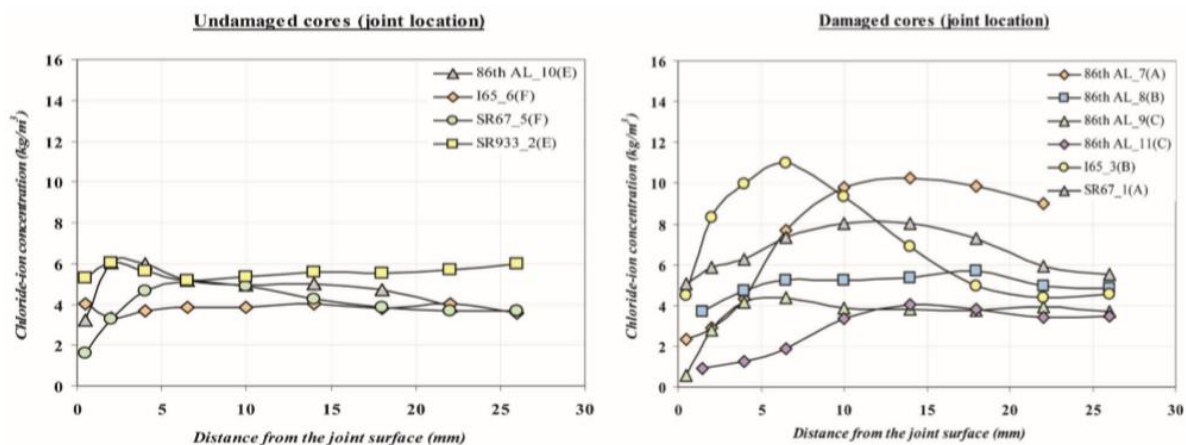 Undamaged cores (joint location)
16
14
12
10
8
6
4
2
0
Chloride-ion concentration (kg/m³)
86th AL_10(E)
I65_6(F)
SR67_5(F)
SR933_2(E)
0 5 10 15 20 25 30
Distance from the joint surface (mm)
Damaged cores (joint location)
16
14
12
10
8
6
4
2
0
Chloride-ion concentration (kg/m³)
86th AL_7(A)
86th AL_8(B)
86th AL_9(C)
86th AL_11(C)
I65_3(B)
SR67_1(A)
0 5 10 15 20 25 30
Distance from the joint surface (mm)